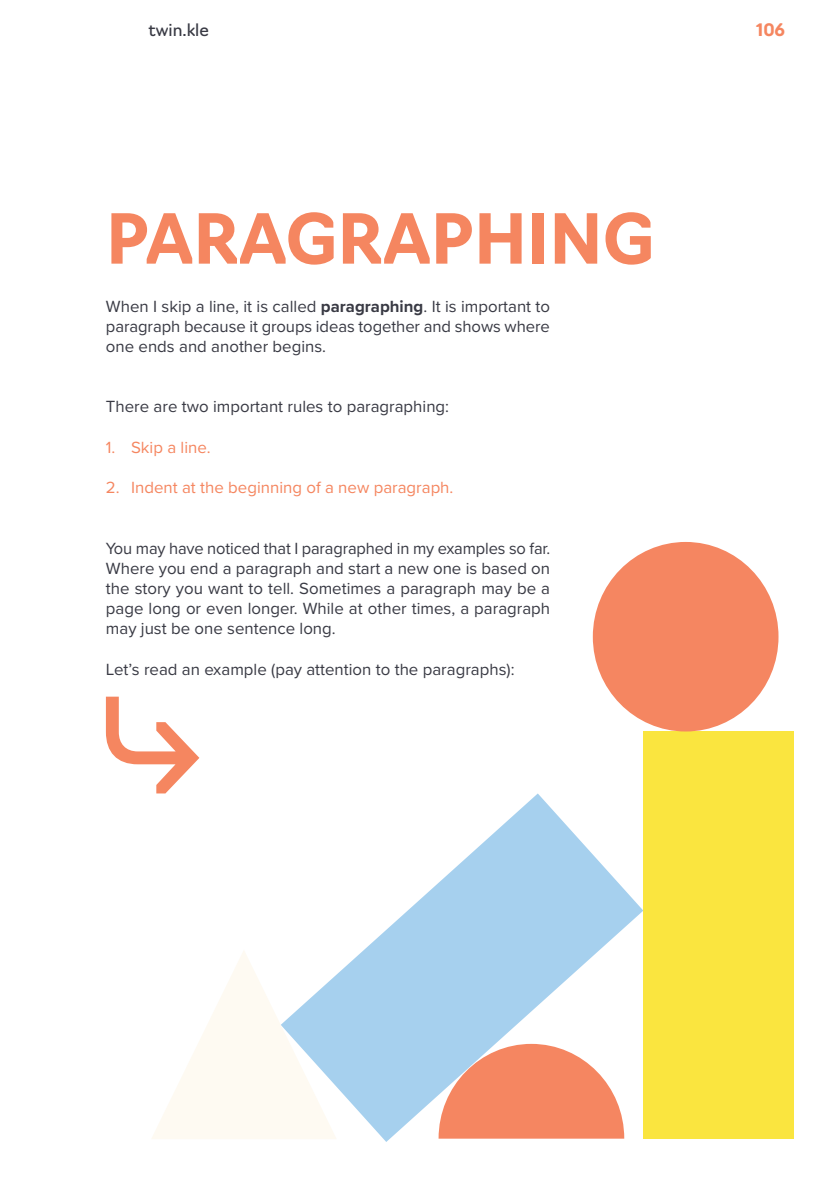 twin.kle
106
PARAGRAPHING
When I skip a line, it is called paragraphing. It is important to
paragraph because it groups ideas together and shows where
one ends and another begins.
There are two important rules to paragraphing:
1. Skip a line.
2. Indent at the beginning of a new paragraph.
You may have noticed that I paragraphed in my examples so far.
Where you end a paragraph and start a new one is based on
the story you want to tell. Sometimes a paragraph may be a
page long or even longer. While at other times, a paragraph
may just be one sentence long.
Let's read an example (pay attention to the paragraphs):